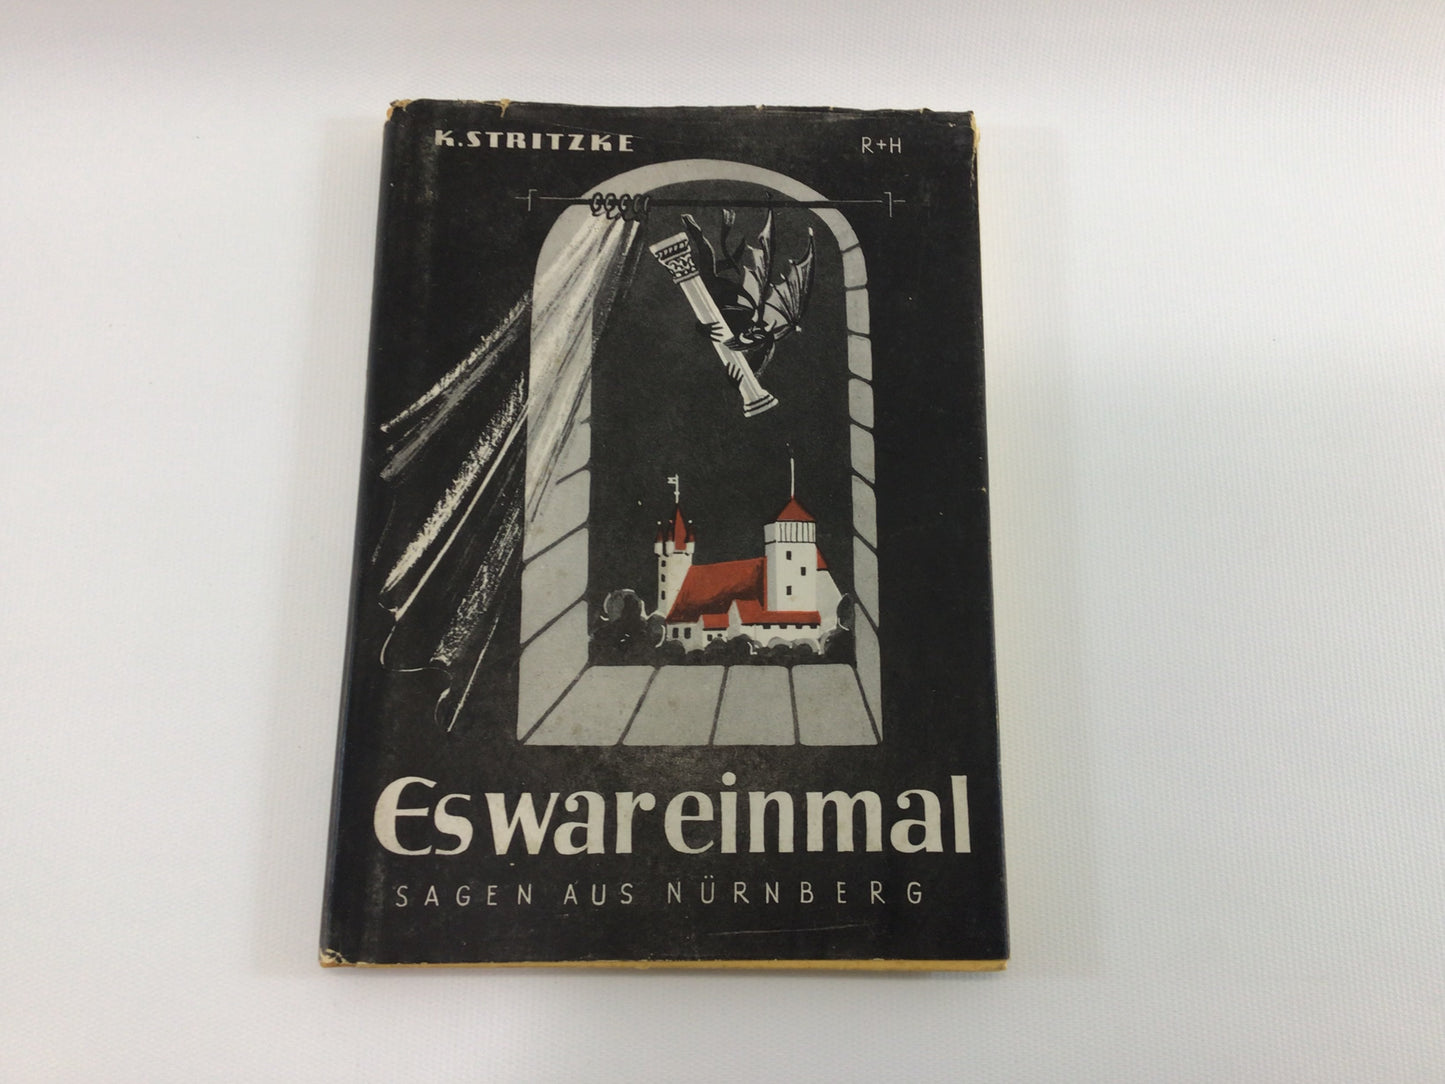 K. STRITZKE
R+H
Es war einmal
SAGEN AUS NÜRNBERG